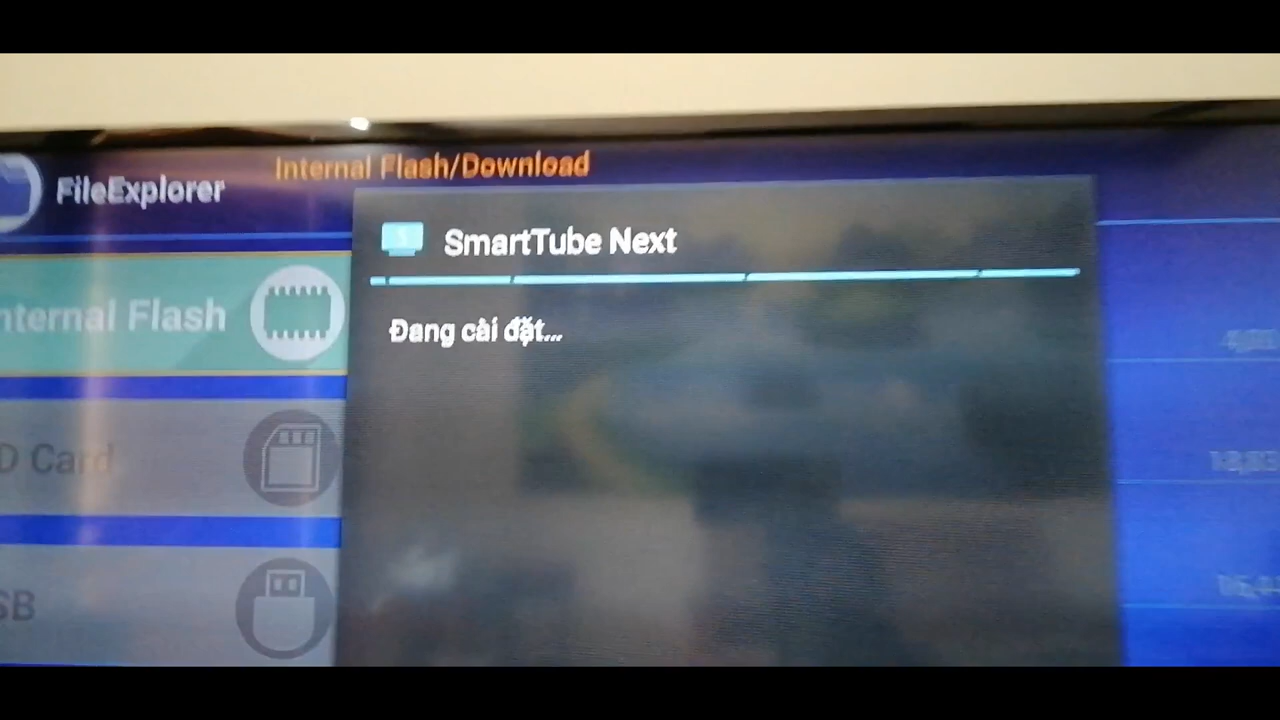 Internal Flash/Download
FileExplorer
SmartTube Next
nternal Flash
Đang cài đặt...
D Card
SB